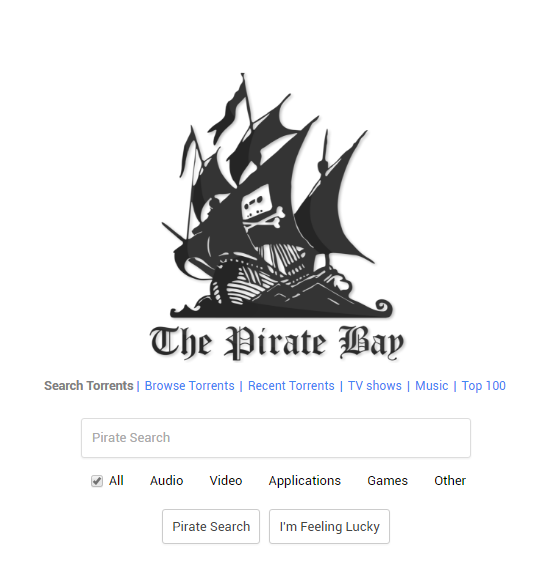 The Pirate Bay
Search Torrents | Browse Torrents | Recent Torrents | TV shows | Music | Top 100
Pirate Search
All Audio Video Applications Games Other
Pirate Search I'm Feeling Lucky